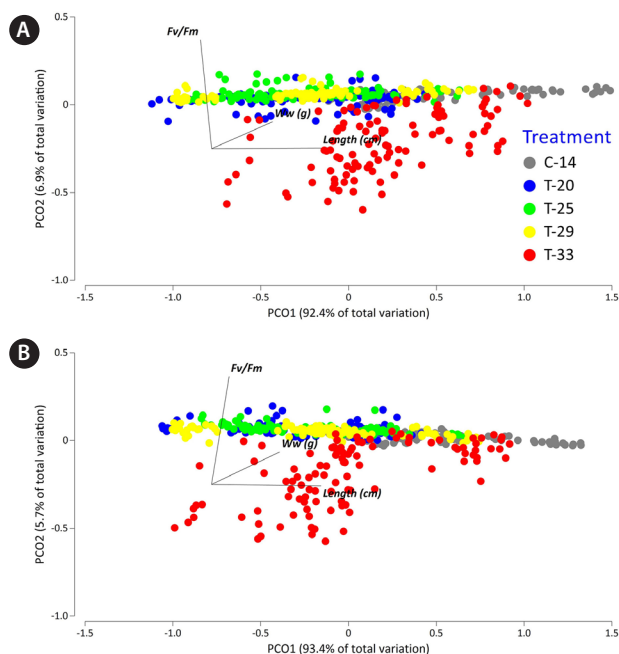 A
0.5
Fv/Fm
0
Ww (g)
Length (cm)
Treatment
C-14
T-20
T-25
T-29
T-33
-0.5
-1.0
PCO2 (6.9% of total variation)
-1.5 -1.0 -0.5 0 0.5 1.0 1.5
PCO1 (92.4% of total variation)
B
0.5
Fv/Fm
0
Ww (g)
Length (cm)
-0.5
-1.0
PCO2 (5.7% of total variation)
-1.5 -1.0 -0.5 0 0.5 1.0 1.5
PCO1 (93.4% of total variation)